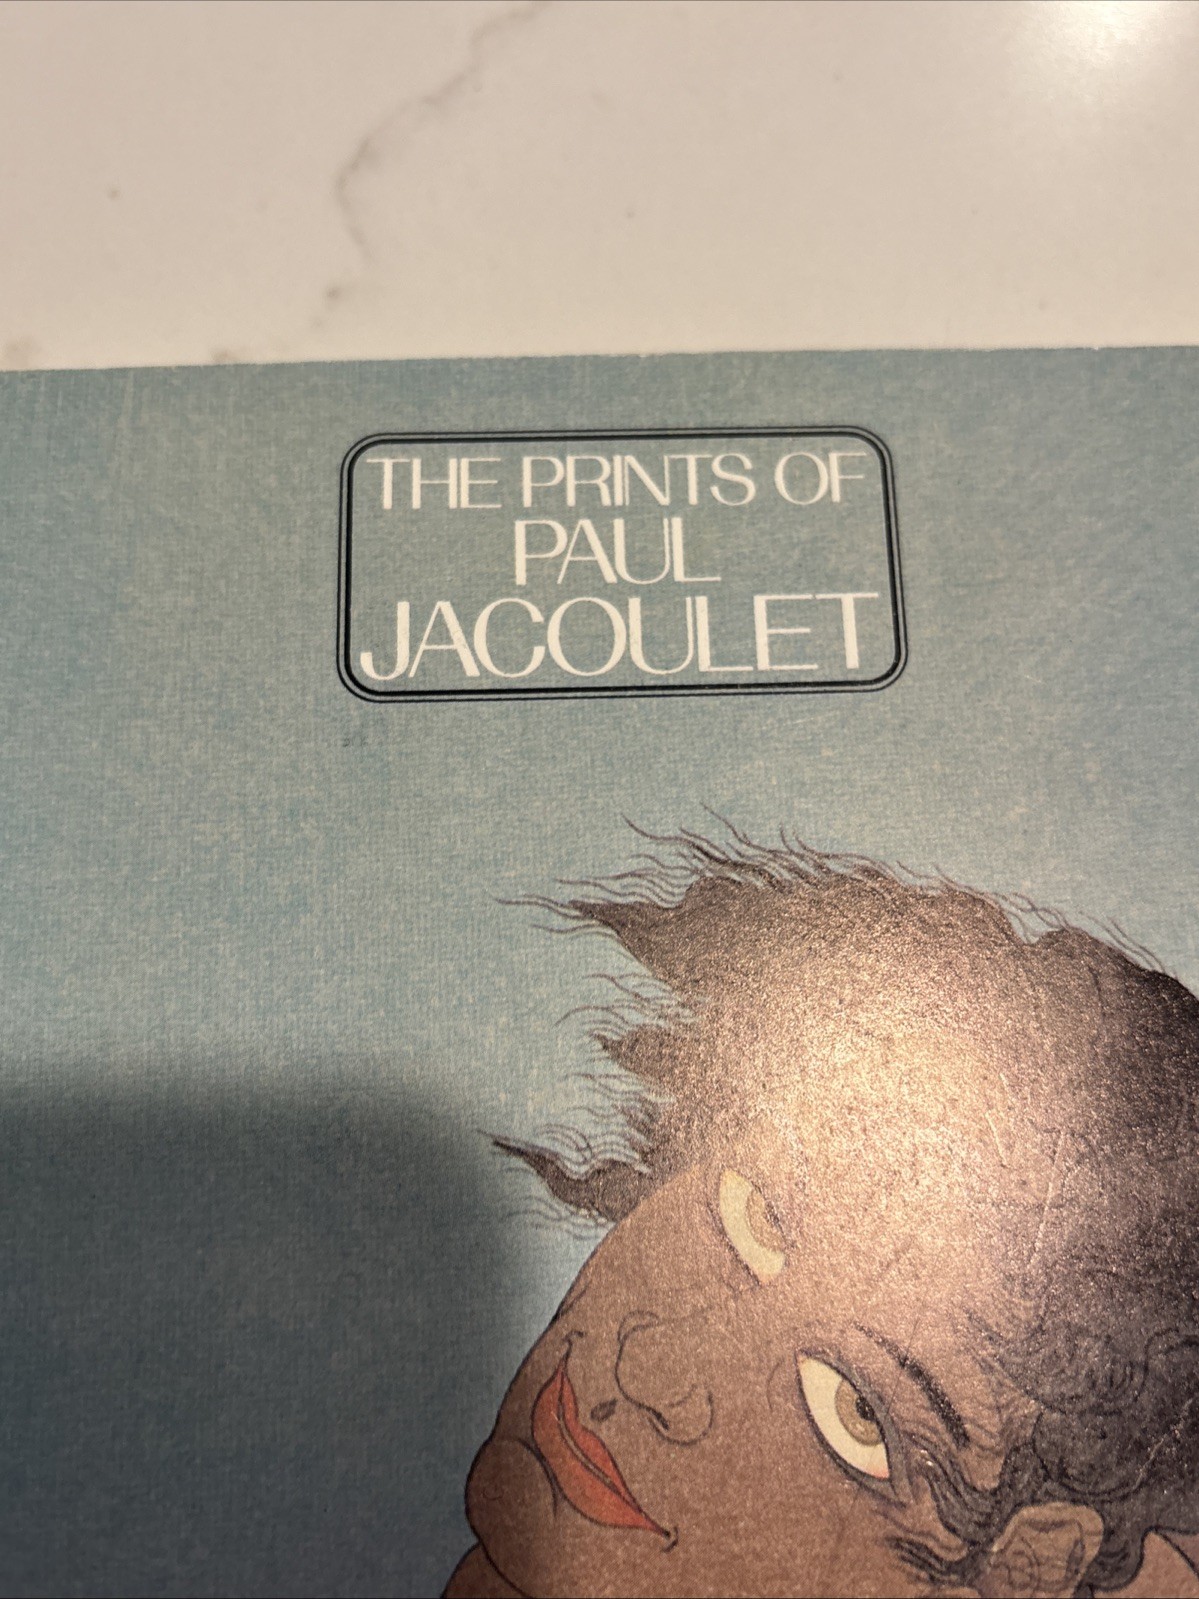 THE PRINTS OF
PAUL
JACOULET